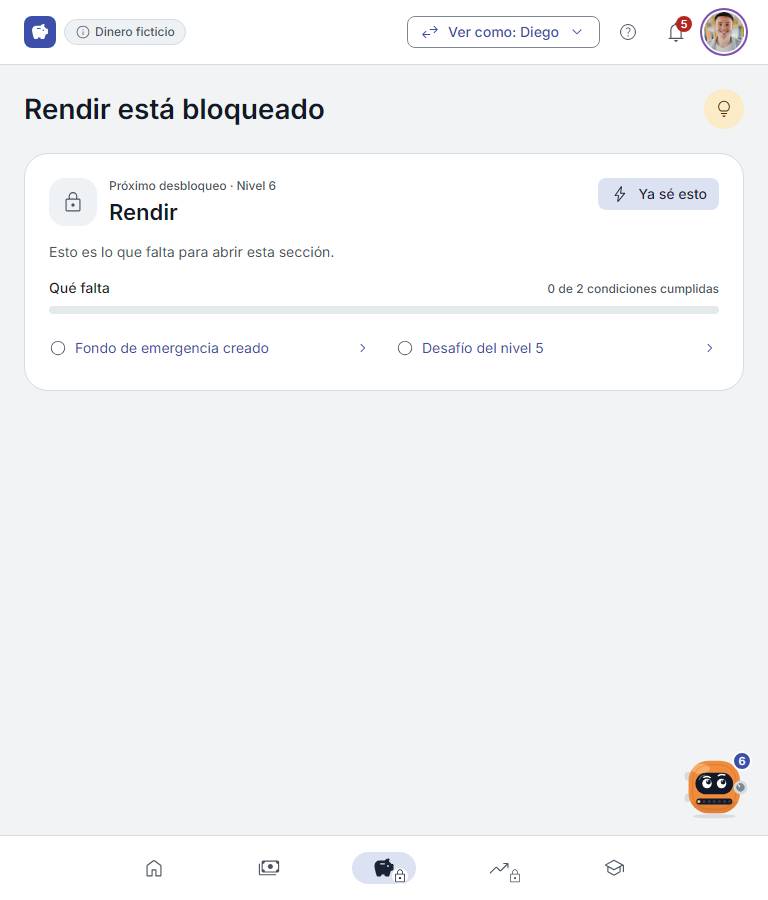 Dinero ficticio
Ver como: Diego
5
Rendir está bloqueado
Próximo desbloqueo · Nivel 6
Rendir
Ya sé esto
Esto es lo que falta para abrir esta sección.
Qué falta
0 de 2 condiciones cumplidas
Fondo de emergencia creado
Desafío del nivel 5
6